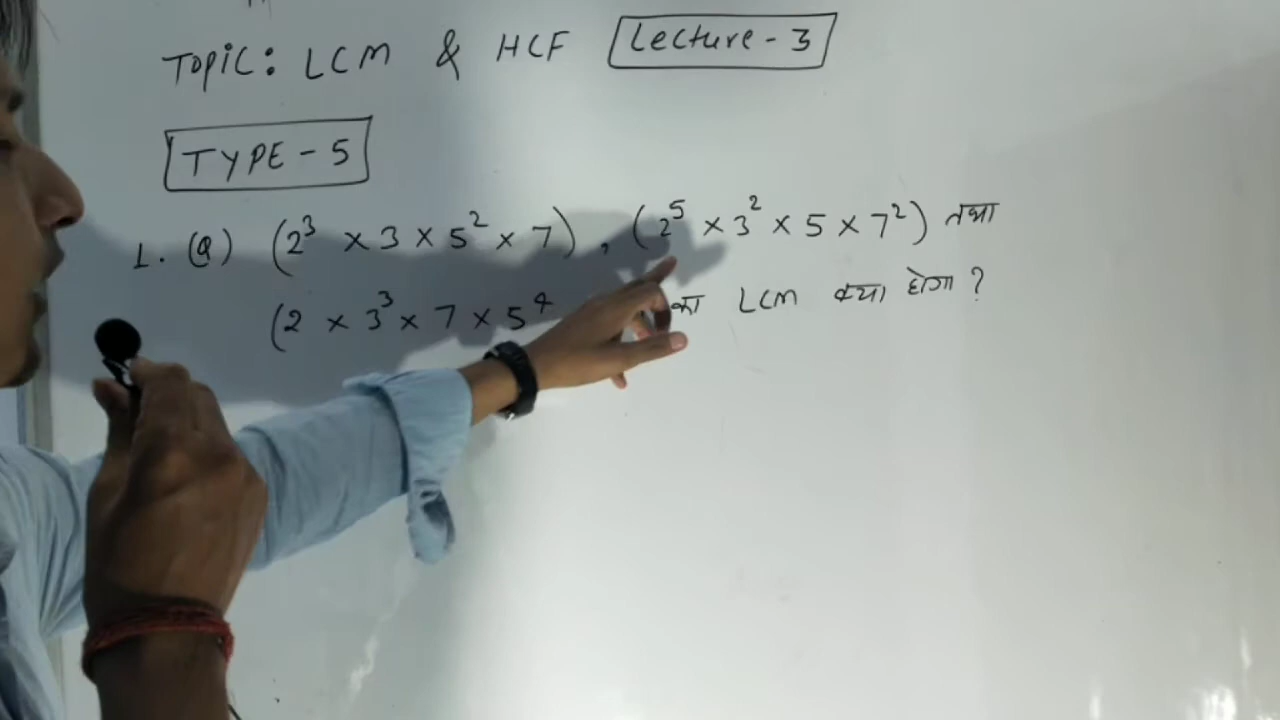 Topic: LCM & HCF Lecture-3
TYPE-5
1. (Q) (2³ × 3 × 5² × 7), (2⁵ × 3² × 5 × 7²) तथा
(2 × 3³ × 7 × 5⁴ का LCM क्या होगा ?